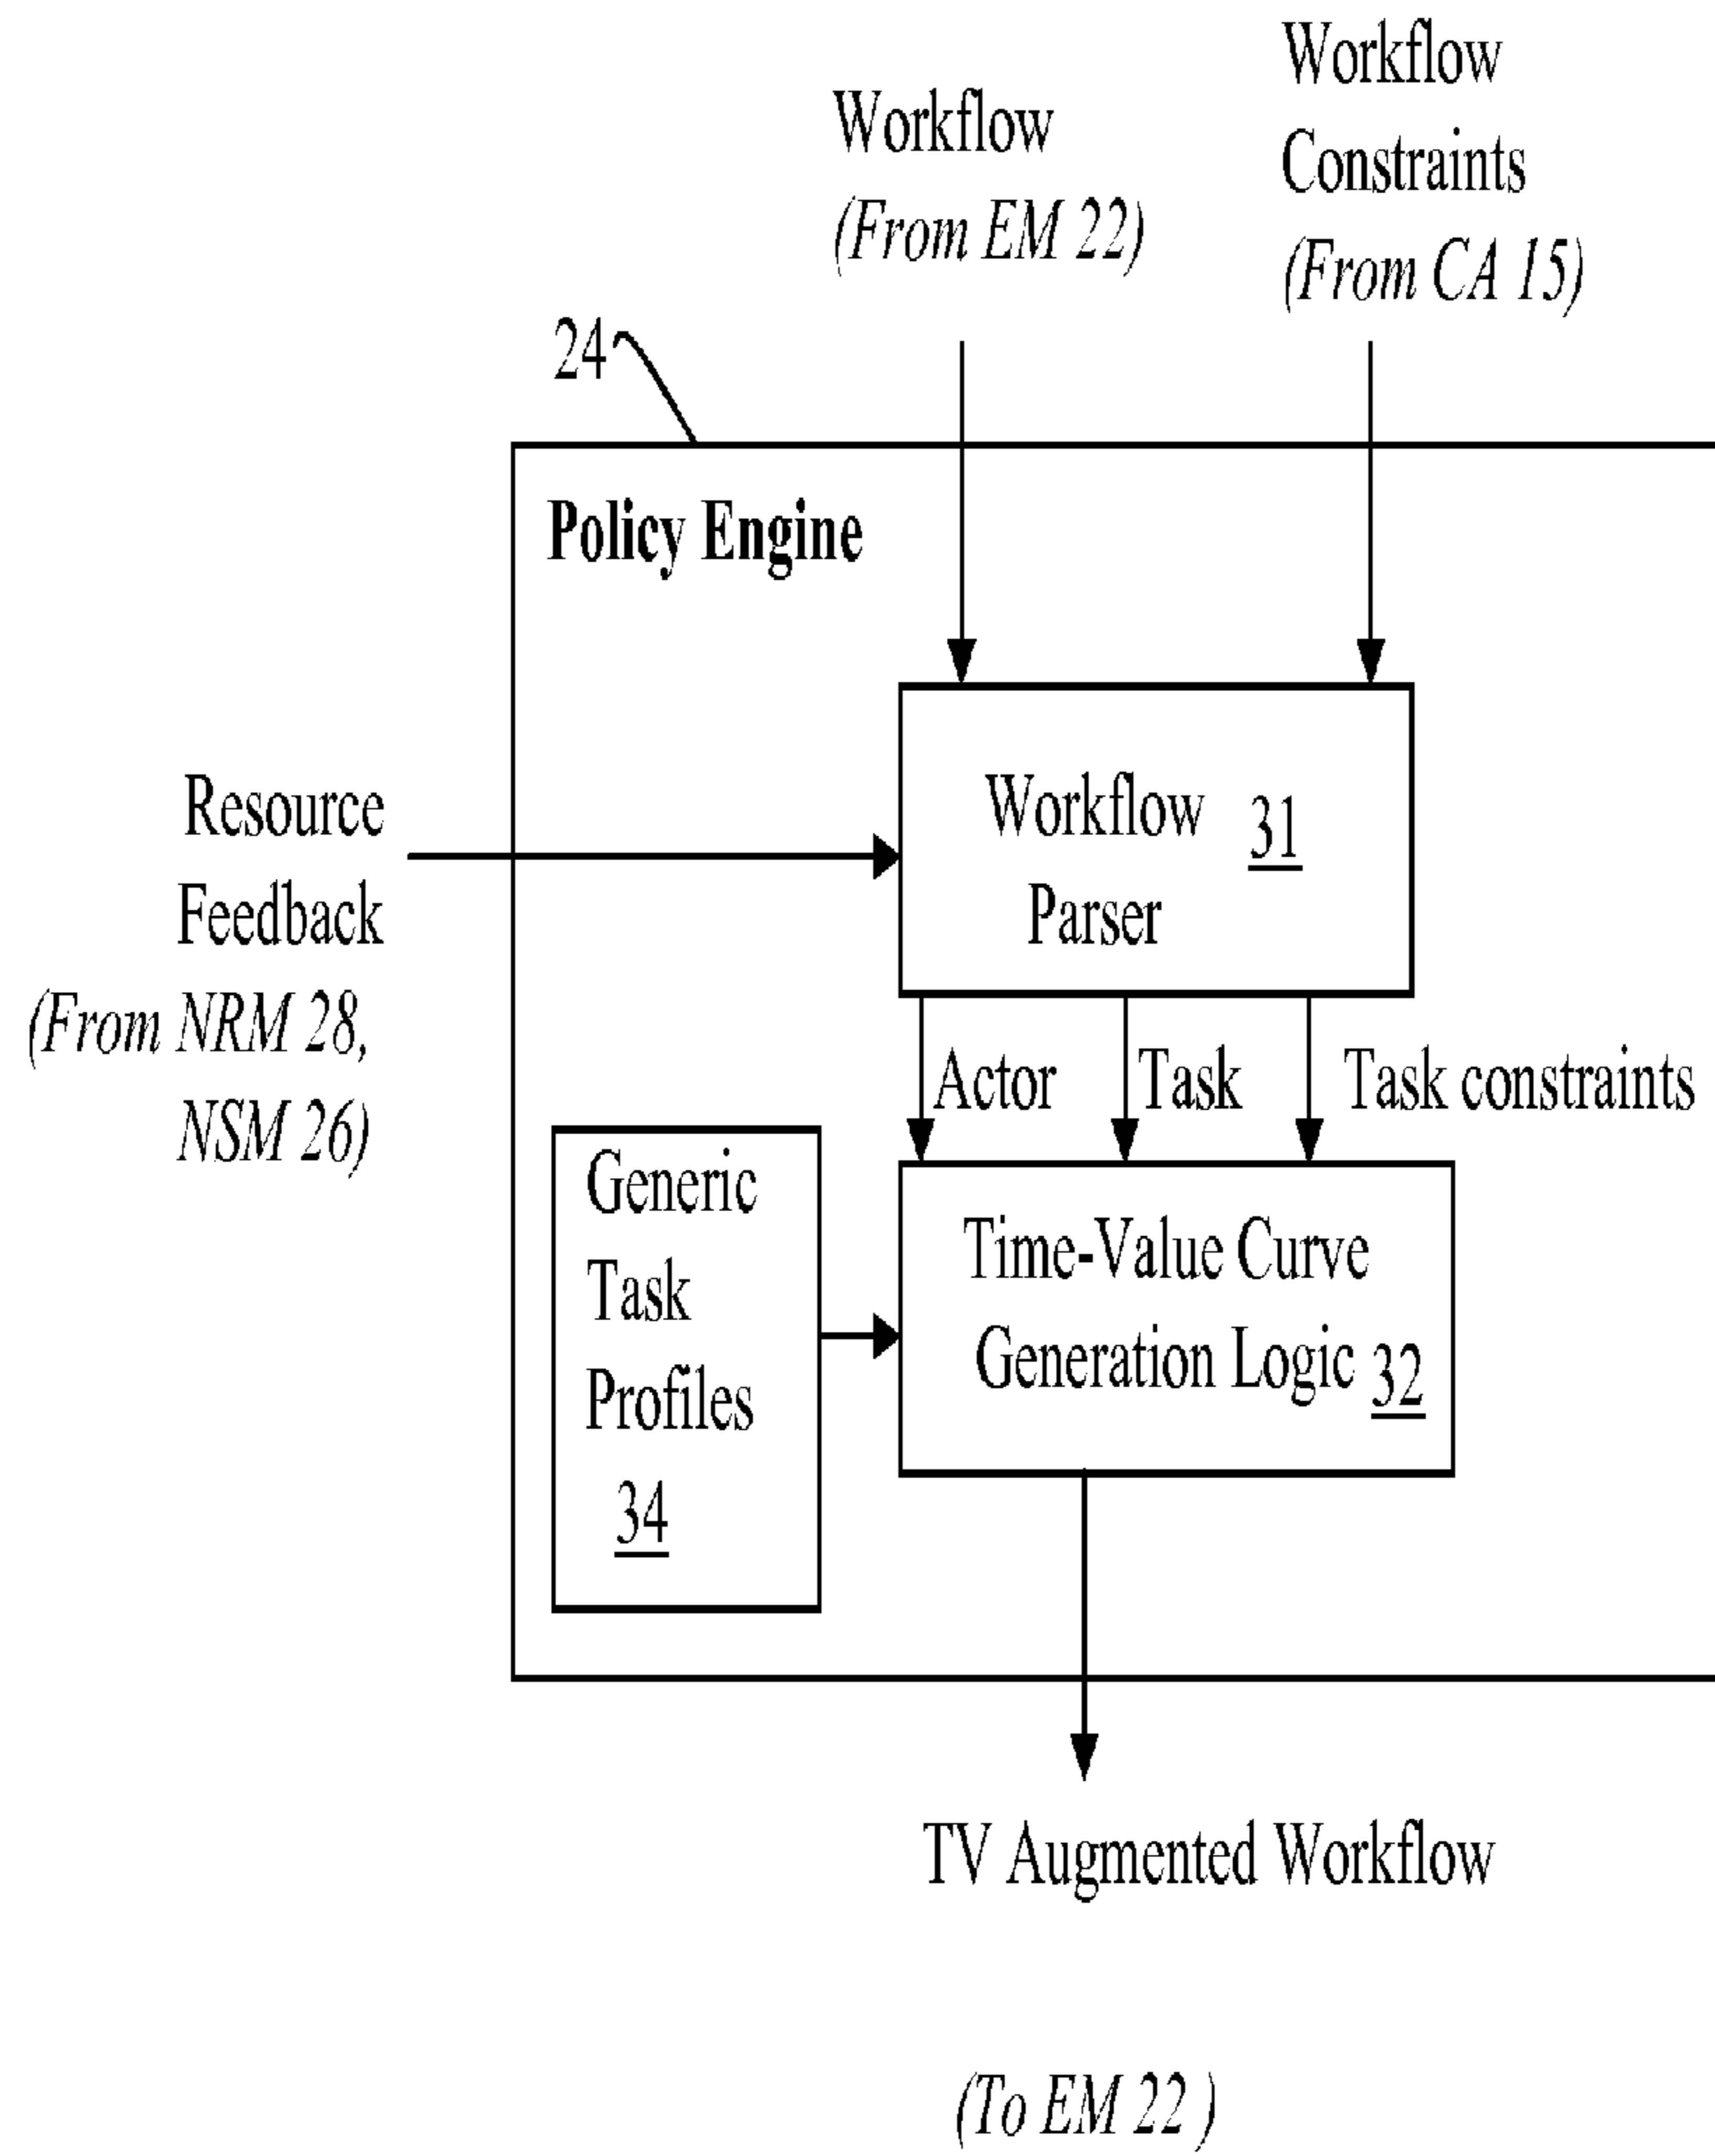 Workflow
Constraints
(From CA 15)
Workflow
(From EM 22)
24
Policy Engine
Resource
Feedback
(From NRM 28,
NSM 26)
Workflow 31
Parser
Actor
Task
Task constraints
Generic
Task
Profiles
34
Time-Value Curve
Generation Logic 32
TV Augmented Workflow
(To EM 22 )